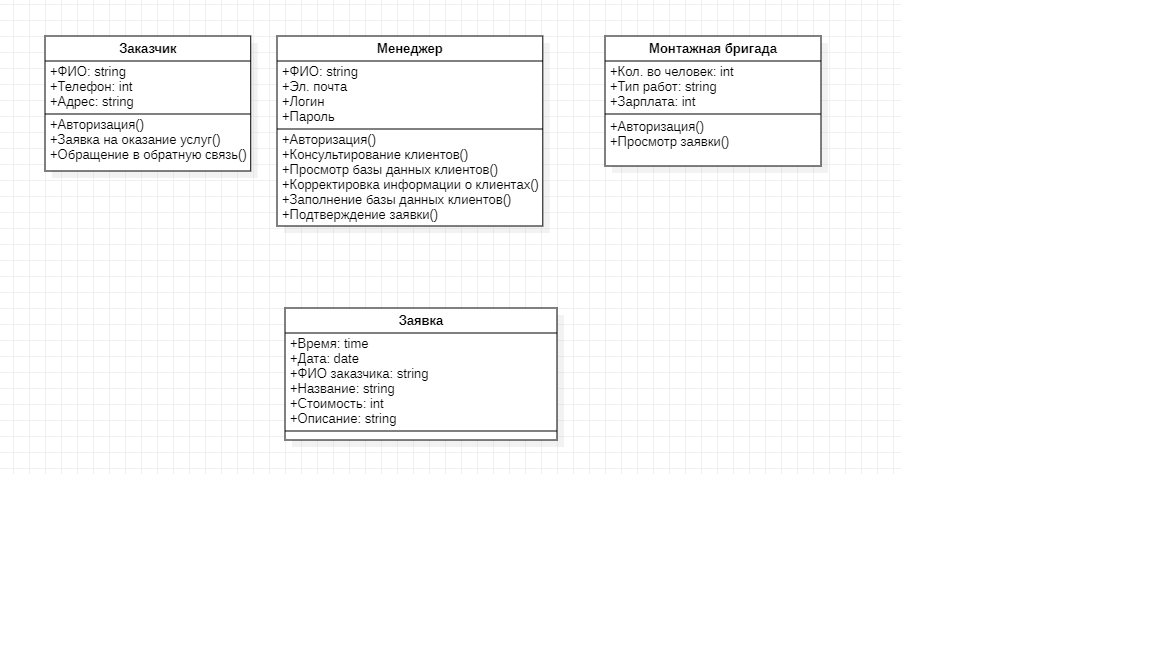 Заказчик
+ФИО: string
+Телефон: int
+Адрес: string
+Авторизация()
+Заявка на оказание услуг()
+Обращение в обратную связь()
Менеджер
+ФИО: string
+Эл. почта
+Логин
+Пароль
+Авторизация()
+Консультирование клиентов()
+Просмотр базы данных клиентов()
+Корректировка информации о клиентах()
+Заполнение базы данных клиентов()
+Подтверждение заявки()
Монтажная бригада
+Кол. во человек: int
+Тип работ: string
+Зарплата: int
+Авторизация()
+Просмотр заявки()
Заявка
+Время: time
+Дата: date
+ФИО заказчика: string
+Название: string
+Стоимость: int
+Описание: string